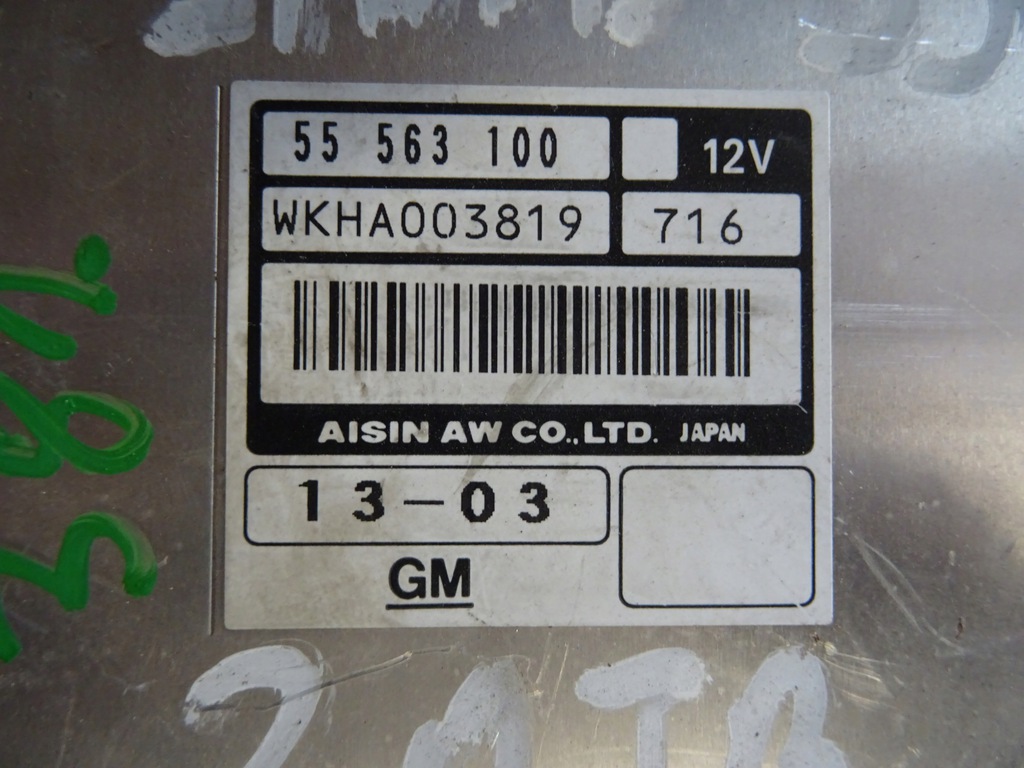 55 563 100
12V
WKHA003819
716
AISIN AW CO.,LTD. JAPAN
13-03
GM